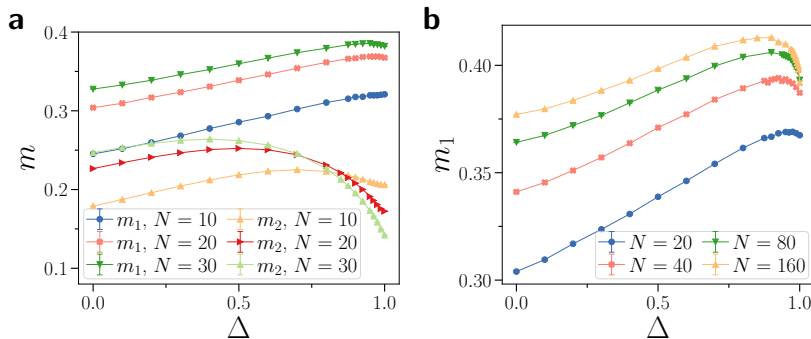 a
0.4
0.3
0.2
0.1
m
m₁, N = 10
m₁, N = 20
m₁, N = 30
m₂, N = 10
m₂, N = 20
m₂, N = 30
0.0
0.5
1.0
Δ
b
0.40
0.35
0.30
m₁
N = 20
N = 40
N = 80
N = 160
0.0
0.5
1.0
Δ